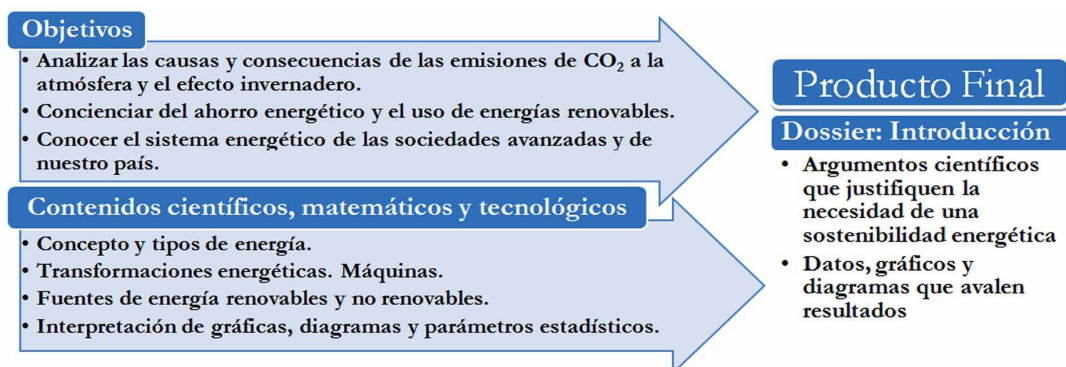 Objetivos
• Analizar las causas y consecuencias de las emisiones de CO₂ a la
atmósfera y el efecto invernadero.
• Concienciar del ahorro energético y el uso de energías renovables.
• Conocer el sistema energético de las sociedades avanzadas y de
nuestro país.
Contenidos científicos, matemáticos y tecnológicos
• Concepto y tipos de energía.
• Transformaciones energéticas. Máquinas.
• Fuentes de energía renovables y no renovables.
• Interpretación de gráficas, diagramas y parámetros estadísticos.
Producto Final
Dossier: Introducción
• Argumentos científicos
que justifiquen la
necesidad de una
sostenibilidad energética
• Datos, gráficos y
diagramas que avalen
resultados